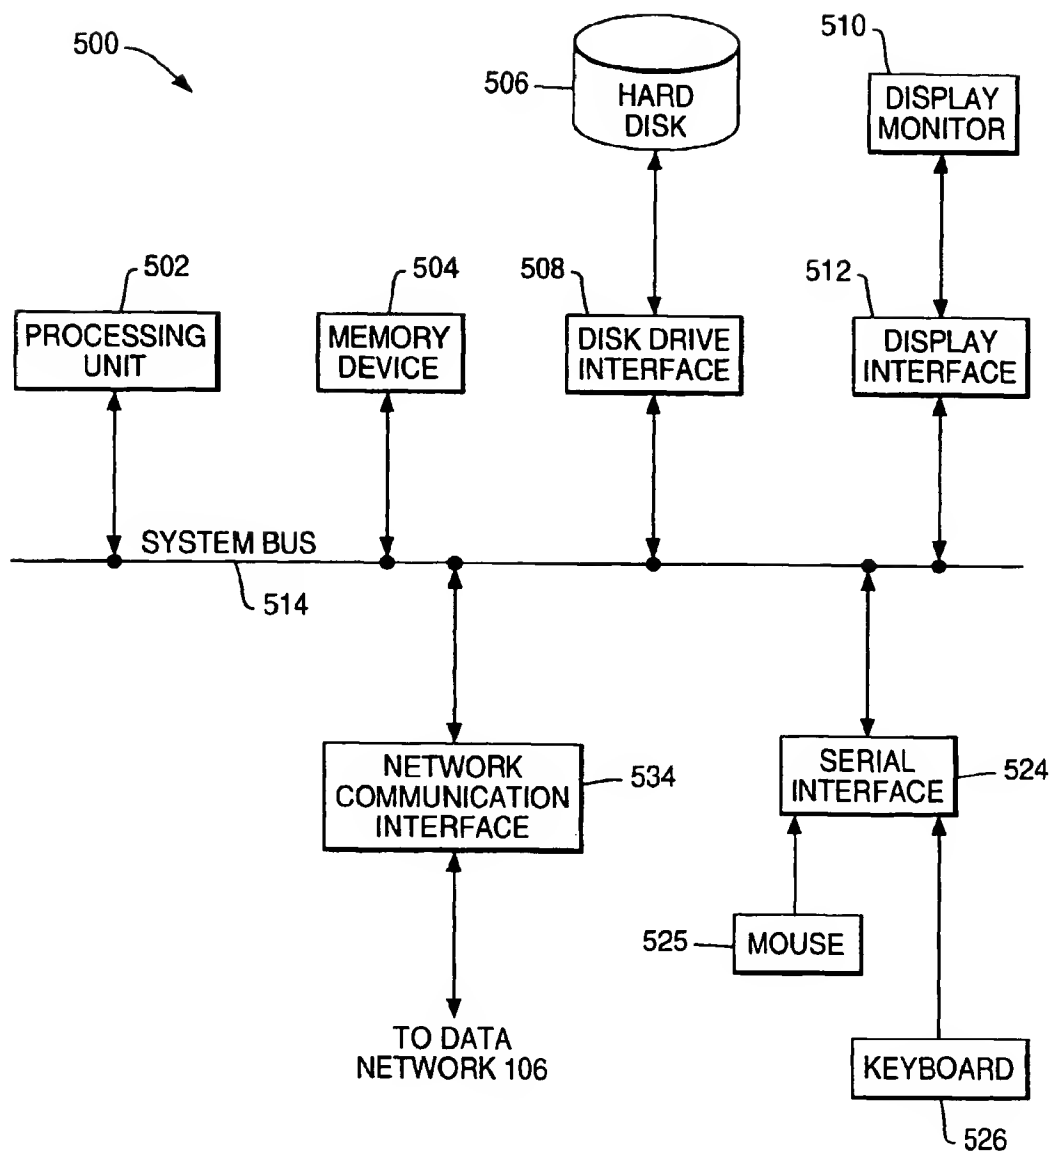 500
506
HARD
DISK
510
DISPLAY
MONITOR
502
PROCESSING
UNIT
504
MEMORY
DEVICE
508
DISK DRIVE
INTERFACE
512
DISPLAY
INTERFACE
SYSTEM BUS
514
NETWORK
COMMUNICATION
INTERFACE
534
SERIAL
INTERFACE
524
525
MOUSE
TO DATA
NETWORK 106
KEYBOARD
526